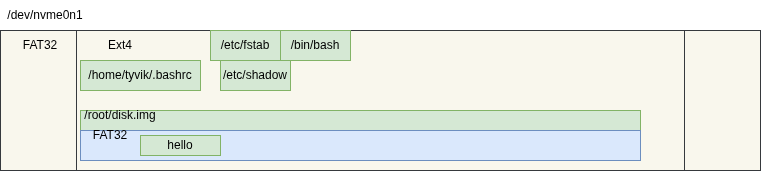 /dev/nvme0n1
FAT32
Ext4
/etc/fstab
/bin/bash
/home/tyvik/.bashrc
/etc/shadow
/root/disk.img
FAT32
hello